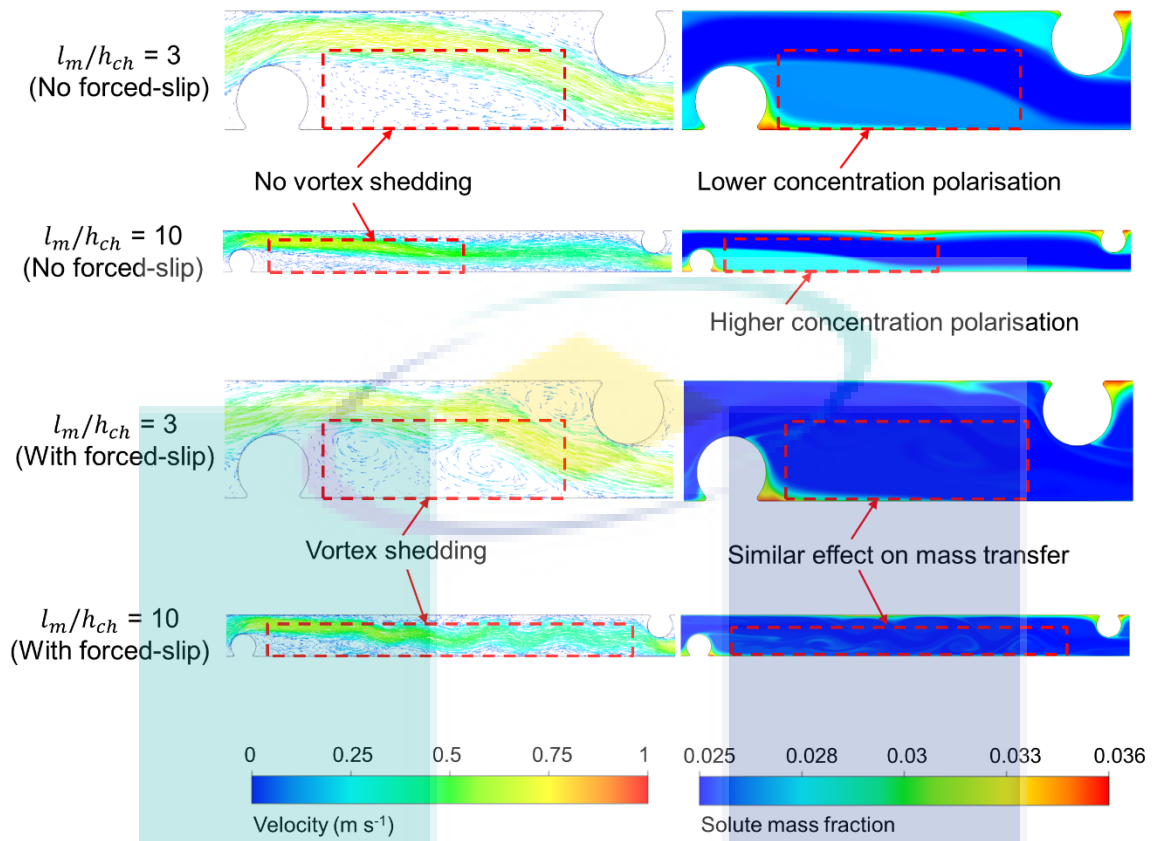 l_m/h_ch = 3
(No forced-slip)
No vortex shedding
Lower concentration polarisation
l_m/h_ch = 10
(No forced-slip)
Higher concentration polarisation
l_m/h_ch = 3
(With forced-slip)
Vortex shedding
Similar effect on mass transfer
l_m/h_ch = 10
(With forced-slip)
0 0.25 0.5 0.75 1
Velocity (m s⁻¹)
0.025 0.028 0.03 0.033 0.036
Solute mass fraction